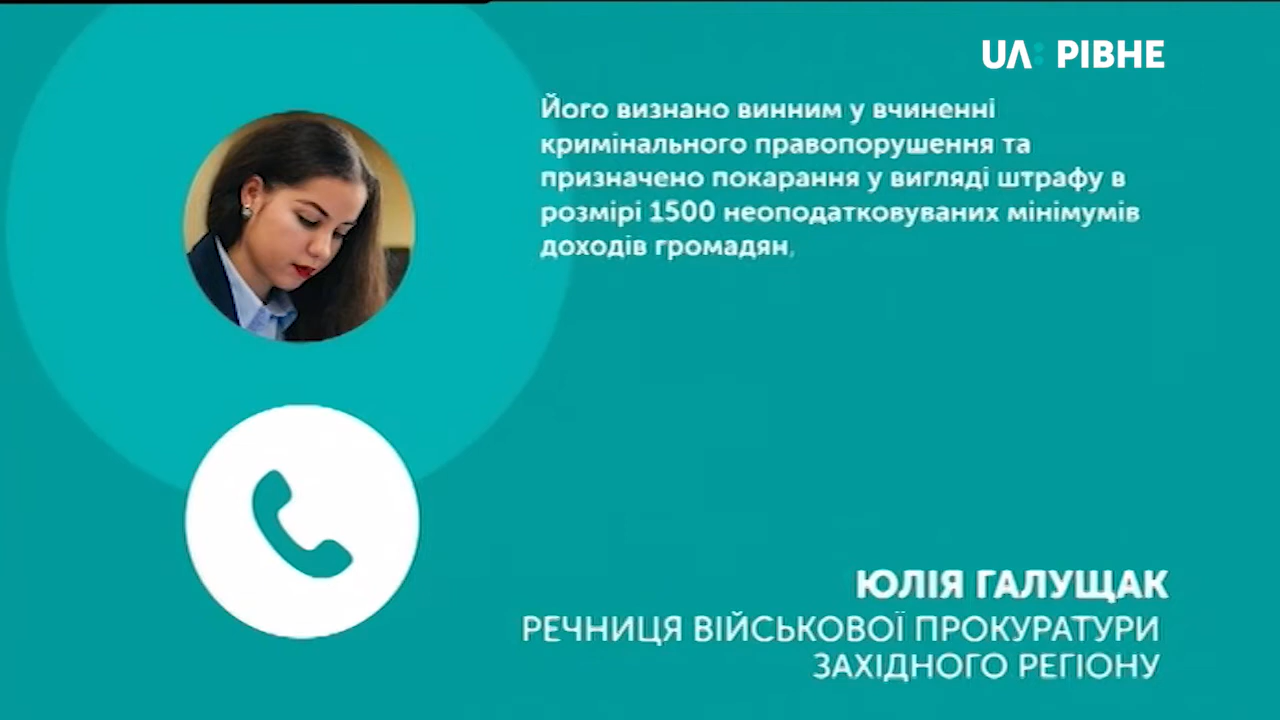 UA: РІВНЕ
Його визнано винним у вчиненні
кримінального правопорушення та
призначено покарання у вигляді штрафу в
розмірі 1500 неоподатковуваних мінімумів
доходів громадян,
ЮЛІЯ ГАЛУЩАК
РЕЧНИЦЯ ВІЙСЬКОВОЇ ПРОКУРАТУРИ
ЗАХІДНОГО РЕГІОНУ